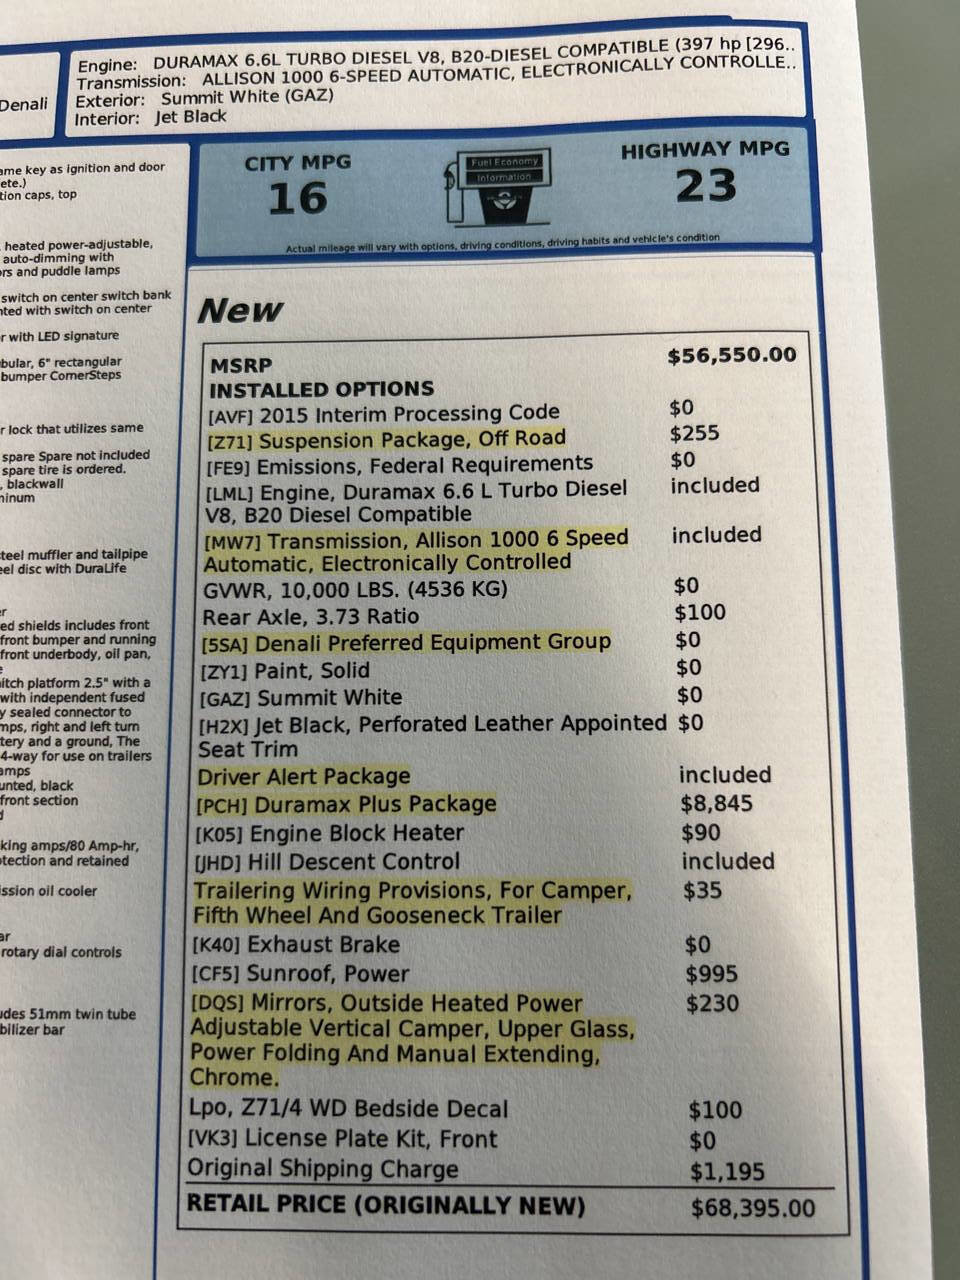 Engine: DURAMAX 6.6L TURBO DIESEL V8, B20-DIESEL COMPATIBLE (397 hp [296..
Transmission: ALLISON 1000 6-SPEED AUTOMATIC, ELECTRONICALLY CONTROLLE..
Exterior: Summit White (GAZ)
Interior: Jet Black
Denali
ame key as ignition and door
ete.)
tion caps, top
heated power-adjustable,
auto-dimming with
ors and puddle lamps
switch on center switch bank
nted with switch on center
r with LED signature
bular, 6" rectangular
bumper CornerSteps
r lock that utilizes same
spare Spare not included
spare tire is ordered.
, blackwall
minum
teel muffler and tailpipe
eel disc with DuraLife
er
ed shields includes front
front bumper and running
front underbody, oil pan,
e
itch platform 2.5" with a
with independent fused
y sealed connector to
mps, right and left turn
tery and a ground, The
4-way for use on trailers
amps
unted, black
front section
d
king amps/80 Amp-hr,
otection and retained
ission oil cooler
ar
rotary dial controls
udes 51mm twin tube
bilizer bar
CITY MPG
16
Fuel Economy
Information
HIGHWAY MPG
23
Actual mileage will vary with options, driving conditions, driving habits and vehicle's condition
New
MSRP $56,550.00
INSTALLED OPTIONS
[AVF] 2015 Interim Processing Code $0
[Z71] Suspension Package, Off Road $255
[FE9] Emissions, Federal Requirements $0
[LML] Engine, Duramax 6.6 L Turbo Diesel included
V8, B20 Diesel Compatible
[MW7] Transmission, Allison 1000 6 Speed included
Automatic, Electronically Controlled
GVWR, 10,000 LBS. (4536 KG) $0
Rear Axle, 3.73 Ratio $100
[5SA] Denali Preferred Equipment Group $0
[ZY1] Paint, Solid $0
[GAZ] Summit White $0
[H2X] Jet Black, Perforated Leather Appointed $0
Seat Trim
Driver Alert Package included
[PCH] Duramax Plus Package $8,845
[K05] Engine Block Heater $90
[JHD] Hill Descent Control included
Trailering Wiring Provisions, For Camper, $35
Fifth Wheel And Gooseneck Trailer
[K40] Exhaust Brake $0
[CF5] Sunroof, Power $995
[DQS] Mirrors, Outside Heated Power $230
Adjustable Vertical Camper, Upper Glass,
Power Folding And Manual Extending,
Chrome.
Lpo, Z71/4 WD Bedside Decal $100
[VK3] License Plate Kit, Front $0
Original Shipping Charge $1,195
RETAIL PRICE (ORIGINALLY NEW) $68,395.00